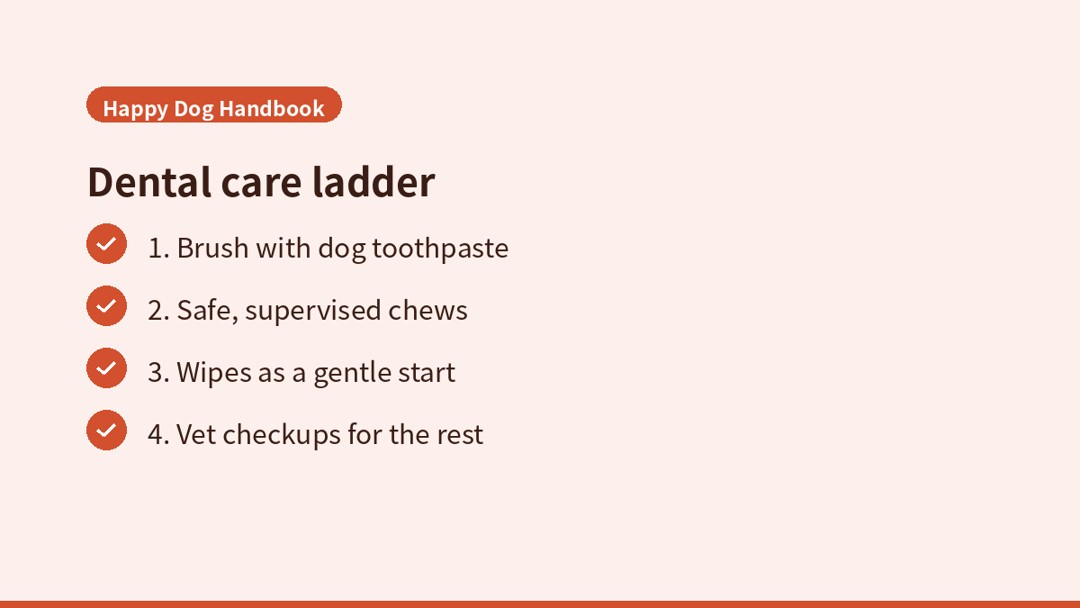 Happy Dog Handbook
Dental care ladder
1. Brush with dog toothpaste
2. Safe, supervised chews
3. Wipes as a gentle start
4. Vet checkups for the rest